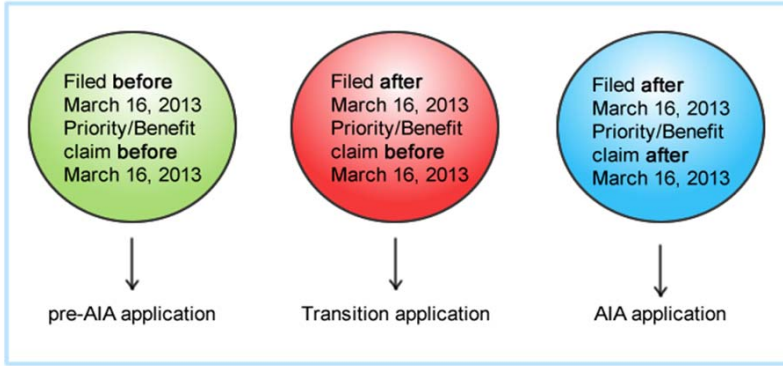 Filed before
March 16, 2013
Priority/Benefit
claim before
March 16, 2013
Filed after
March 16, 2013
Priority/Benefit
claim before
March 16, 2013
Filed after
March 16, 2013
Priority/Benefit
claim after
March 16, 2013
pre-AIA application
Transition application
AIA application